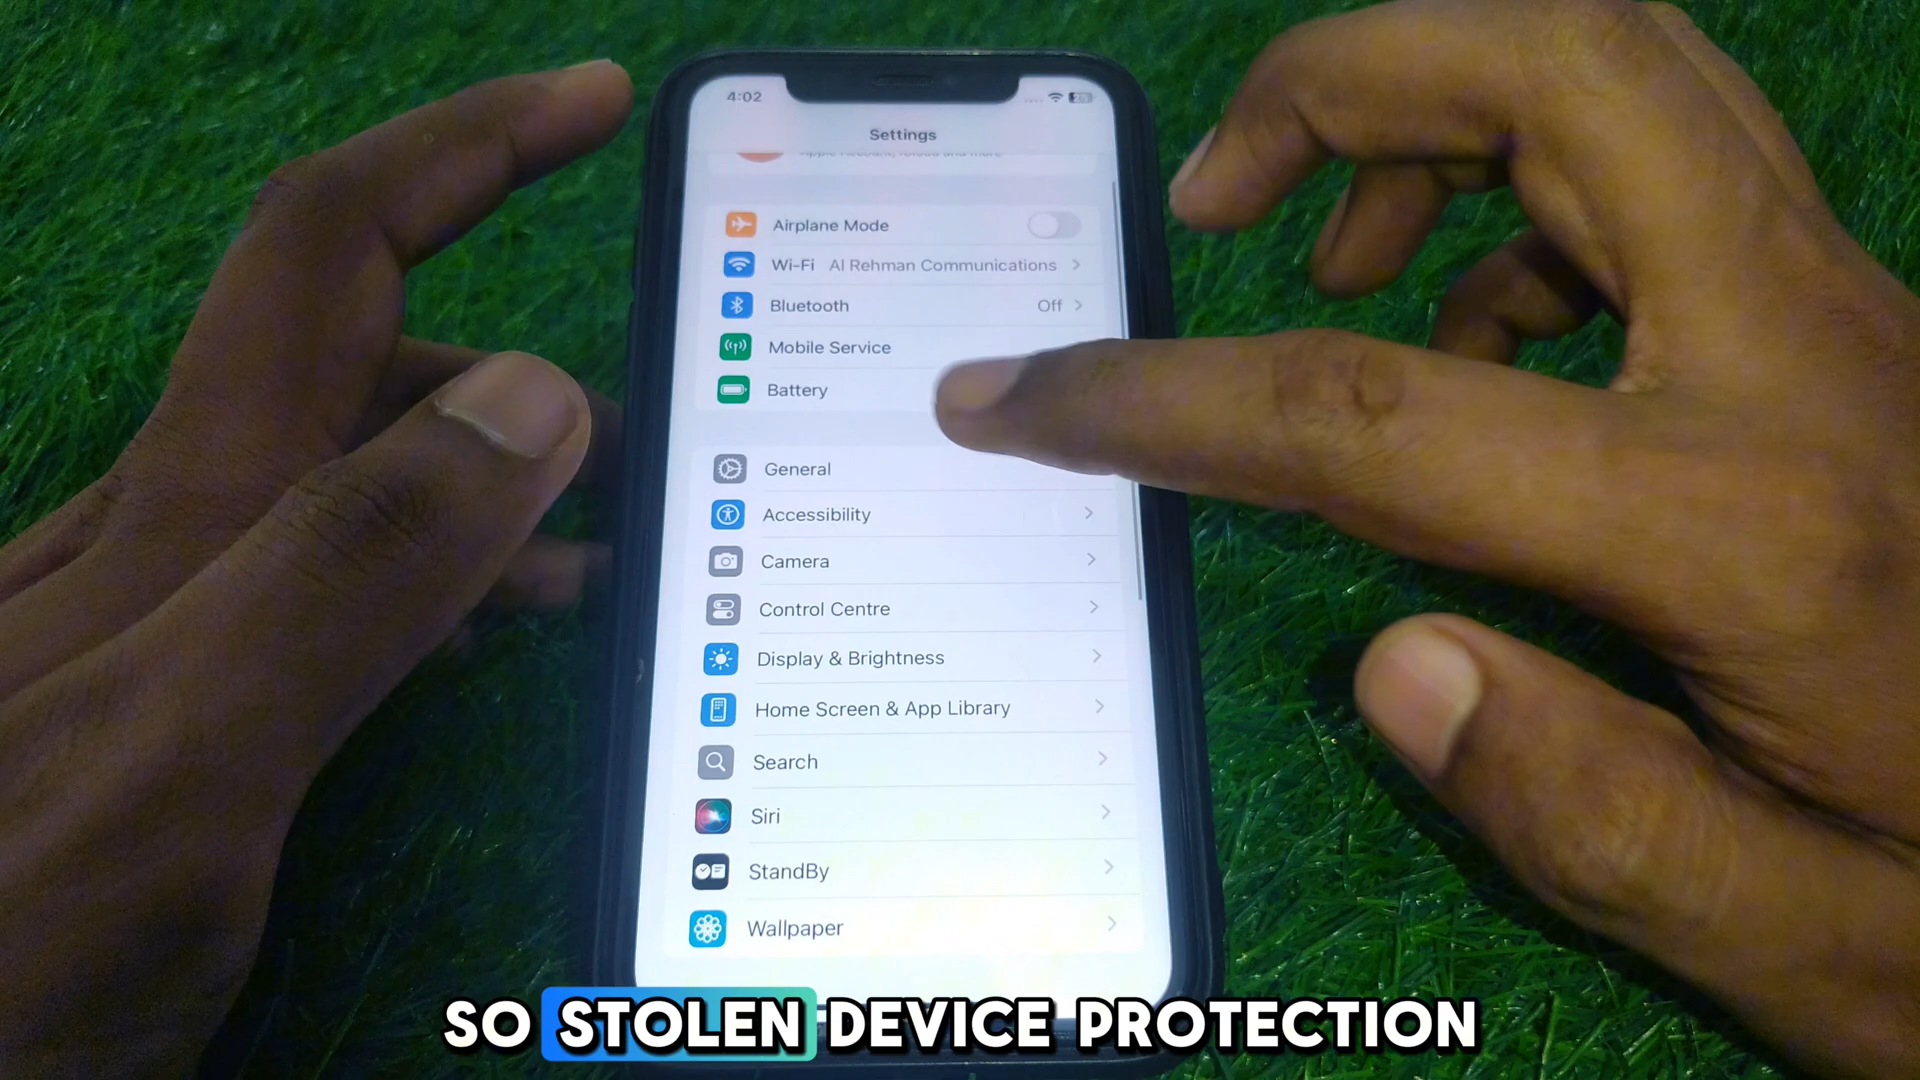 4:02
Settings
Airplane Mode
Wi-Fi Al Rehman Communications
Bluetooth Off
Mobile Service
Battery
General
Accessibility
Camera
Control Centre
Display & Brightness
Home Screen & App Library
Search
Siri
StandBy
Wallpaper
SO STOLEN DEVICE PROTECTION